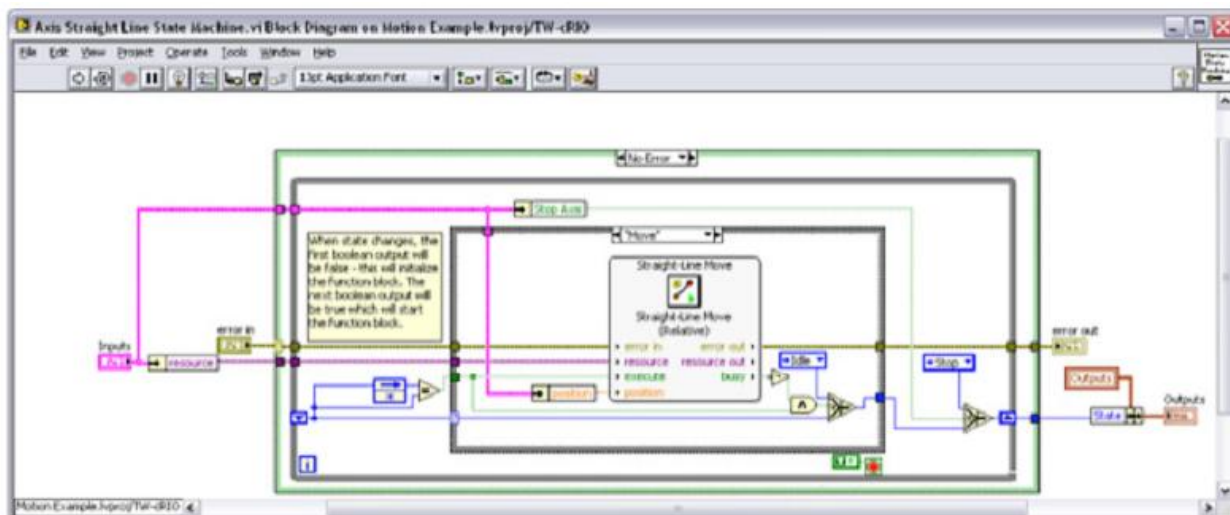 Axis Straight Line State Machine.vi Block Diagram on Motion Example.lvproj/TW-cRIO
File Edit View Project Operate Tools Window Help
13pt Application Font
No Error
Stop Axis
When state changes, the
first boolean output will
be false - this will initialize
the function block. The
next boolean output will
be true which will start
the function block.
"Move"
Straight-Line Move
Straight-Line Move
(Relative)
error in error out
resource resource out
execute busy
position
error in
Inputs
resource
position
Idle
Stop
error out
Outputs
State
Outputs
i
Motion Example.lvproj/TW-cRIO